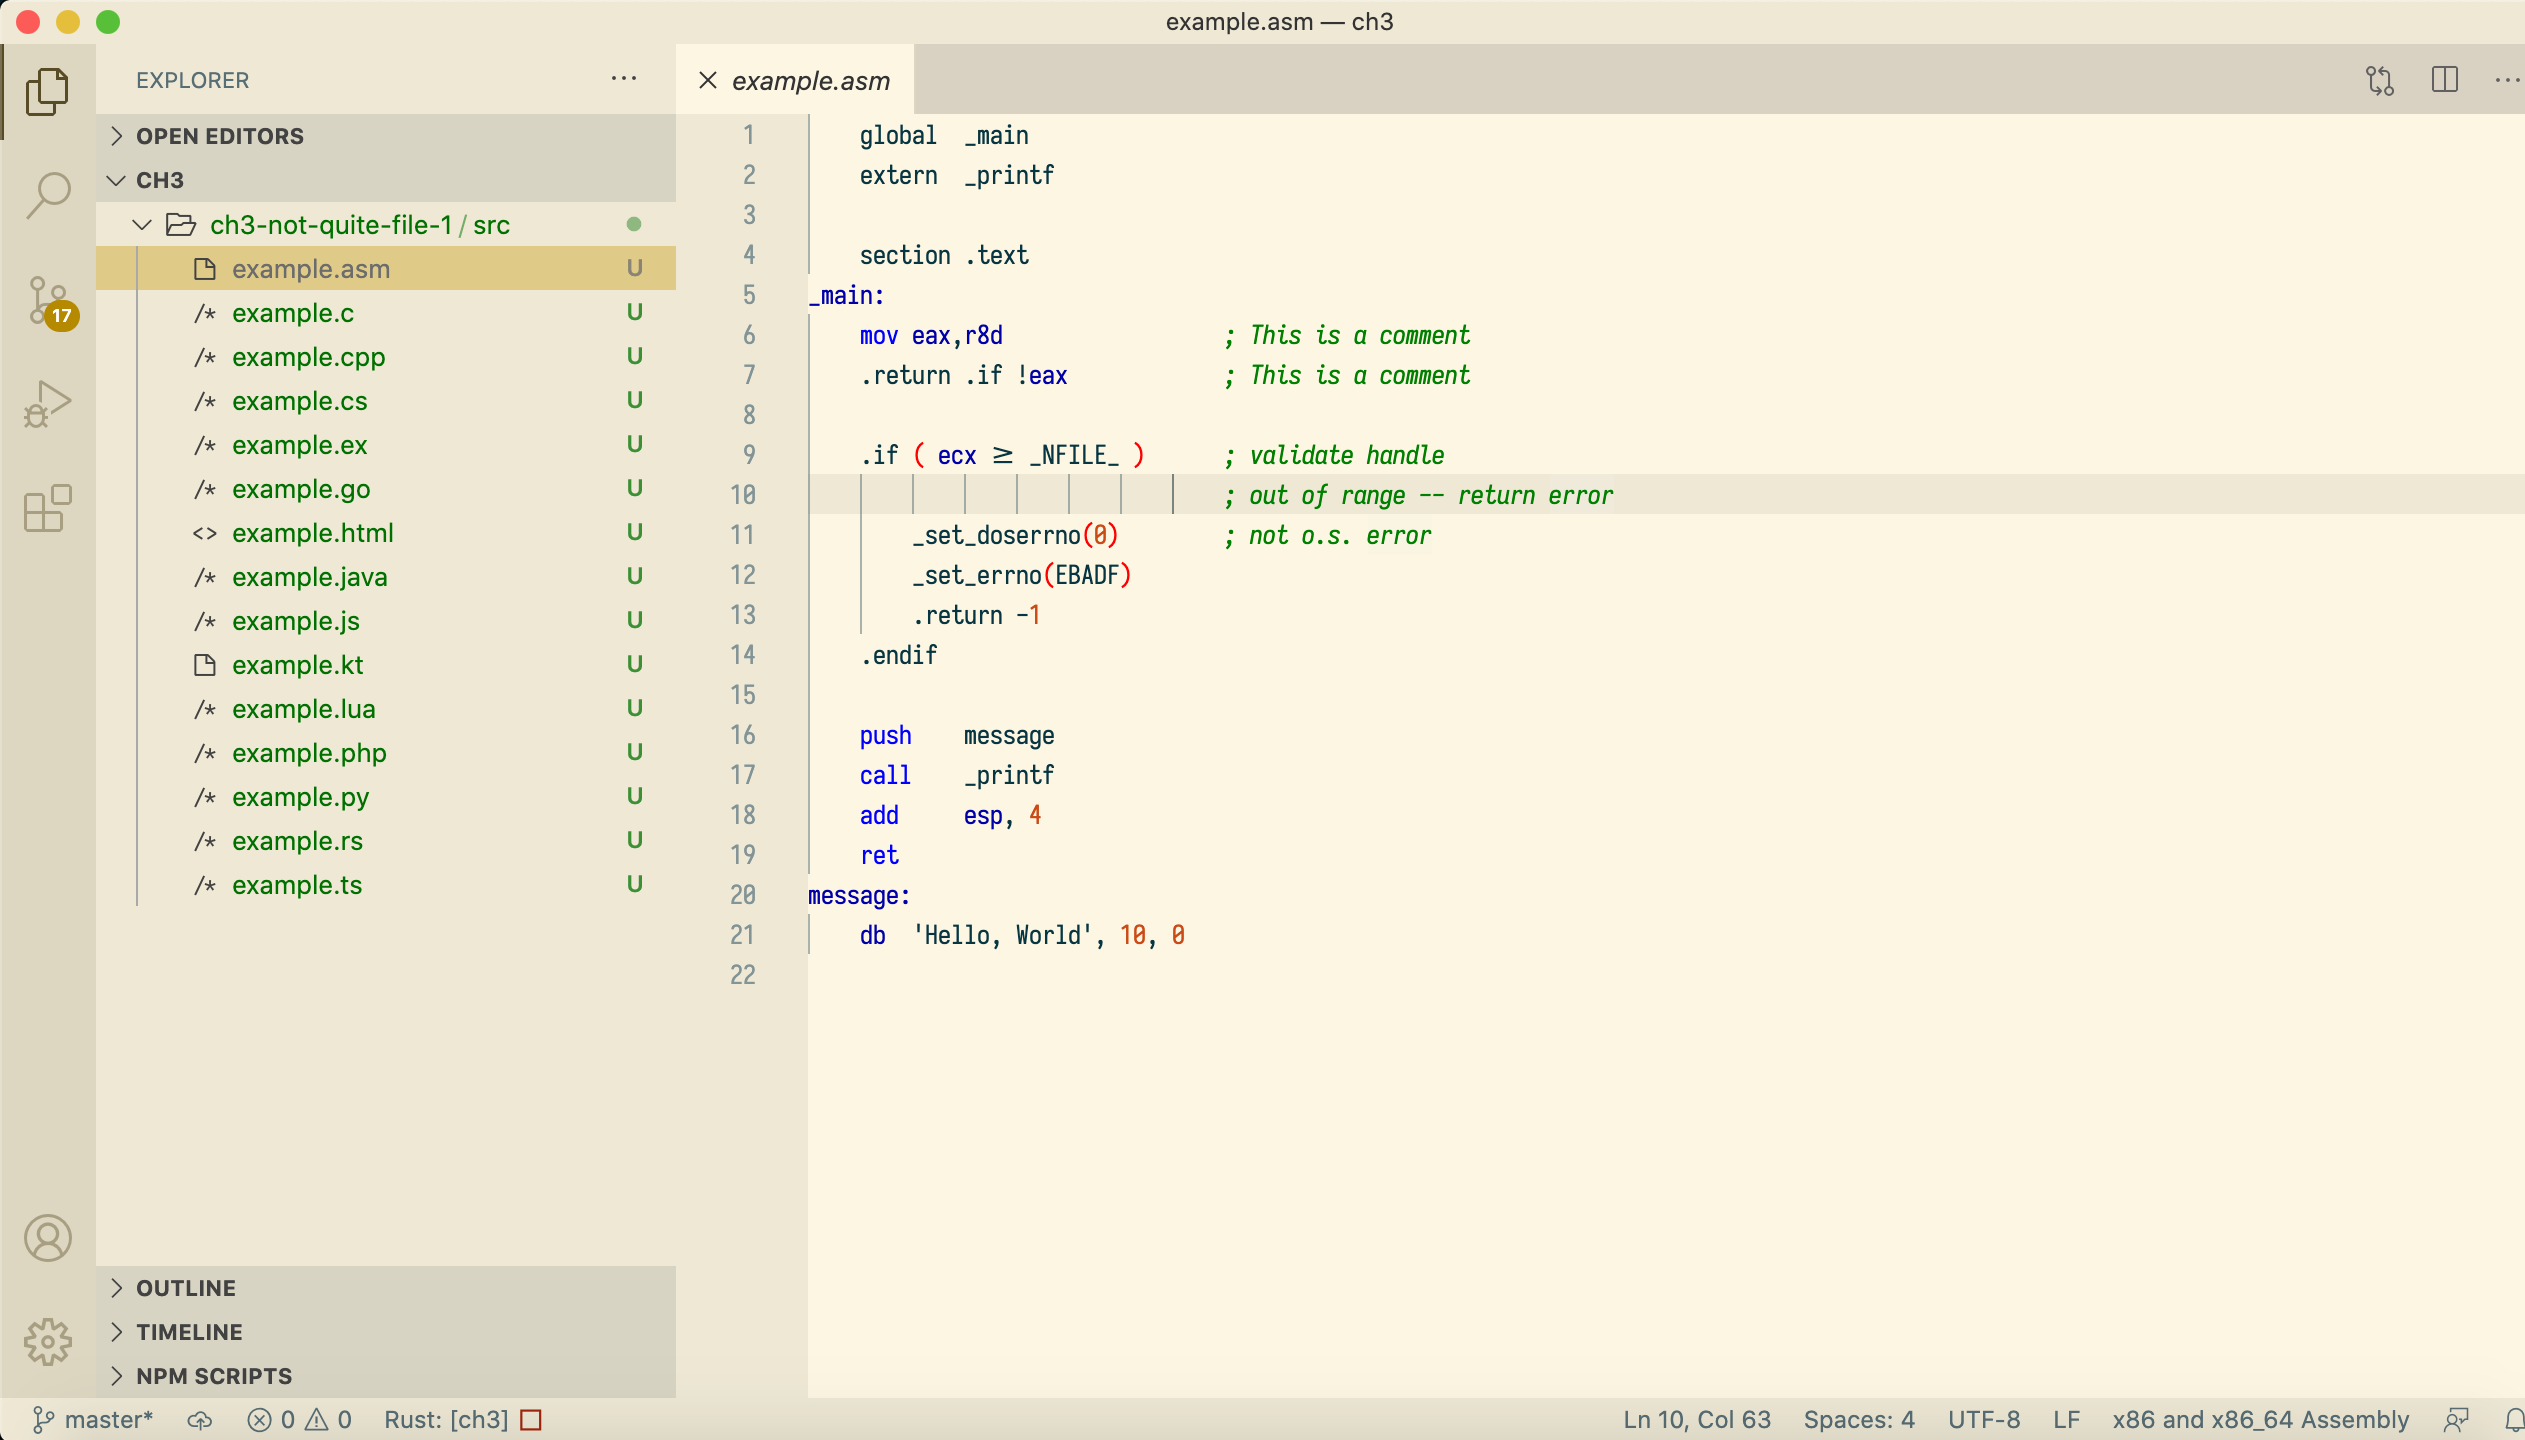 example.asm — ch3
EXPLORER
example.asm
OPEN EDITORS
CH3
ch3-not-quite-file-1 / src
example.asm U
example.c U
example.cpp U
example.cs U
example.ex U
example.go U
example.html U
example.java U
example.js U
example.kt U
example.lua U
example.php U
example.py U
example.rs U
example.ts U
17
OUTLINE
TIMELINE
NPM SCRIPTS
1 global _main
2 extern _printf
3
4 section .text
5 _main:
6 mov eax,r8d ; This is a comment
7 .return .if !eax ; This is a comment
8
9 .if ( ecx ≥ _NFILE_ ) ; validate handle
10 ; out of range -- return error
11 _set_doserrno(0) ; not o.s. error
12 _set_errno(EBADF)
13 .return -1
14 .endif
15
16 push message
17 call _printf
18 add esp, 4
19 ret
20 message:
21 db 'Hello, World', 10, 0
22
master* 0 0 Rust: [ch3] Ln 10, Col 63 Spaces: 4 UTF-8 LF x86 and x86_64 Assembly